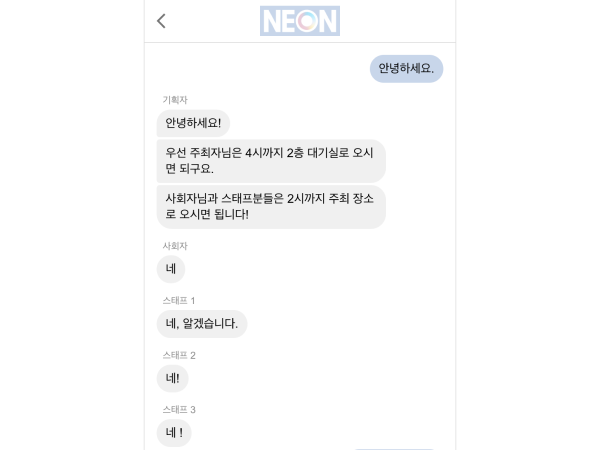 NEON
안녕하세요.
기획자
안녕하세요!
우선 주최자님은 4시까지 2층 대기실로 오시
면 되구요.
사회자님과 스태프분들은 2시까지 주최 장소
로 오시면 됩니다!
사회자
네
스태프 1
네, 알겠습니다.
스태프 2
네!
스태프 3
네 !